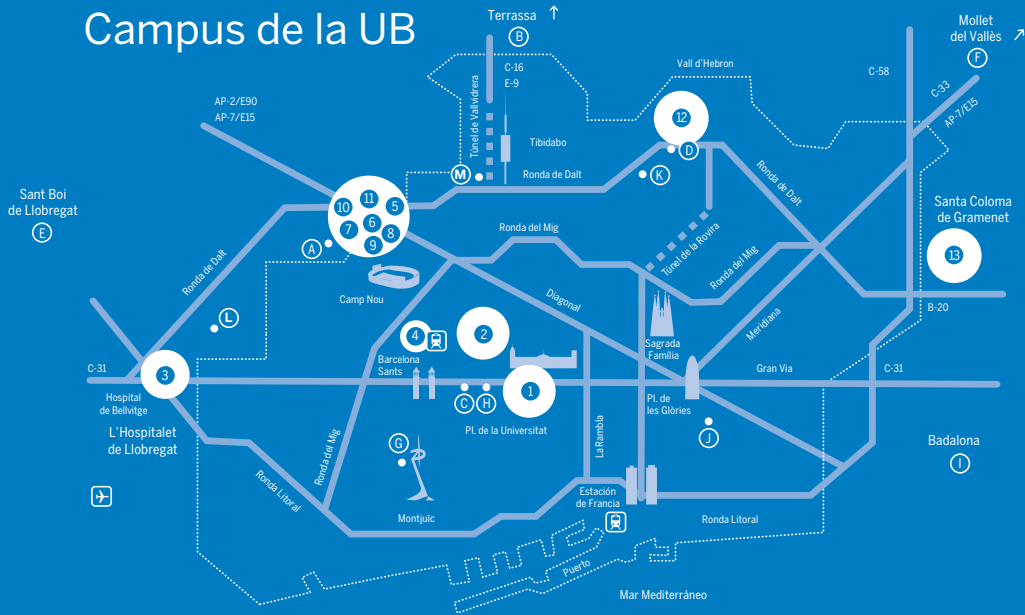 Campus de la UB
Terrassa ↑
B
Mollet
del Vallès ↗
F
C-16
E-9
Vall d'Hebron
C-58
C-33
AP-7/E15
AP-2/E90
AP-7/E15
Túnel de Vallvidrera
Tibidabo
12
D
K
M
Ronda de Dalt
Ronda de Dalt
Sant Boi
de Llobregat
E
11
10
5
6
7
8
9
A
Santa Coloma
de Gramenet
13
Ronda del Mig
Túnel de la Rovira
Ronda del Mig
Ronda de Dalt
Camp Nou
Diagonal
Meridiana
B-20
L
4
2
Barcelona
Sants
Sagrada
Família
C-31
3
Gran Via
C-31
Hospital
de Bellvitge
C
H
1
Pl. de
les Glòries
Pl. de la Universitat
J
L'Hospitalet
de Llobregat
G
La Rambla
Badalona
I
Ronda del Mig
Ronda Litoral
Montjuïc
Estación
de Francia
Ronda Litoral
Puerto
Mar Mediterráneo